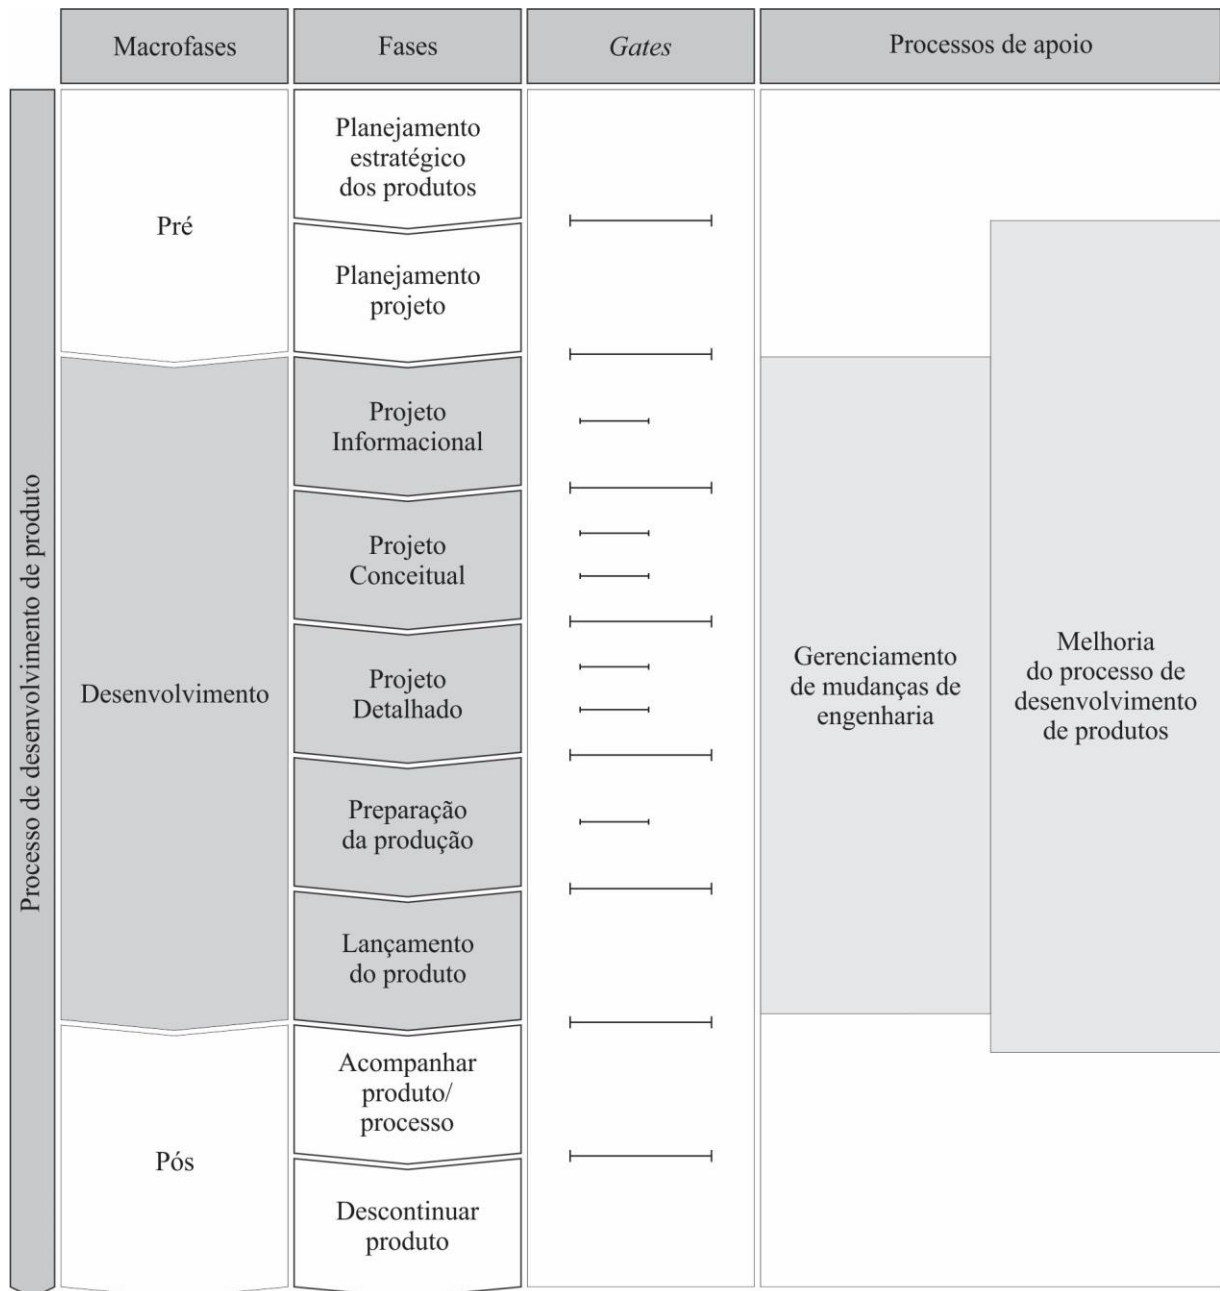 Macrofases
Fases
Gates
Processos de apoio
Processo de desenvolvimento de produto
Pré
Planejamento
estratégico
dos produtos
Planejamento
projeto
Desenvolvimento
Projeto
Informacional
Projeto
Conceitual
Projeto
Detalhado
Preparação
da produção
Lançamento
do produto
Gerenciamento
de mudanças de
engenharia
Melhoria
do processo de
desenvolvimento
de produtos
Pós
Acompanhar
produto/
processo
Descontinuar
produto